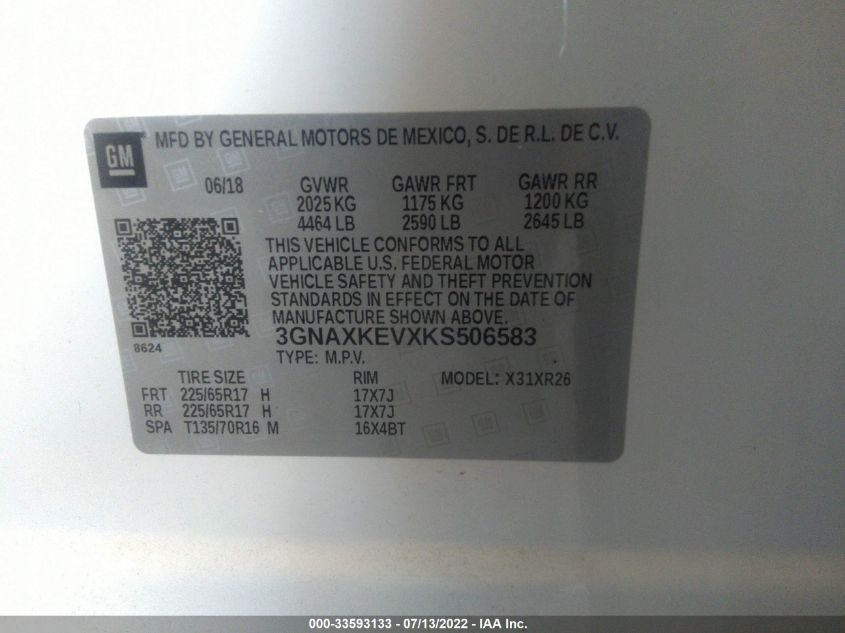 GM
MFD BY GENERAL MOTORS DE MEXICO, S. DE R.L. DE C.V.
06/18 GVWR GAWR FRT GAWR RR
2025 KG 1175 KG 1200 KG
4464 LB 2590 LB 2645 LB
THIS VEHICLE CONFORMS TO ALL
APPLICABLE U.S. FEDERAL MOTOR
VEHICLE SAFETY AND THEFT PREVENTION
STANDARDS IN EFFECT ON THE DATE OF
MANUFACTURE SHOWN ABOVE.
3GNAXKEVXKS506583
8624
TYPE: M.P.V.
TIRE SIZE RIM MODEL: X31XR26
FRT 225/65R17 H 17X7J
RR 225/65R17 H 17X7J
SPA T135/70R16 M 16X4BT
000-33593133 - 07/13/2022 - IAA Inc.